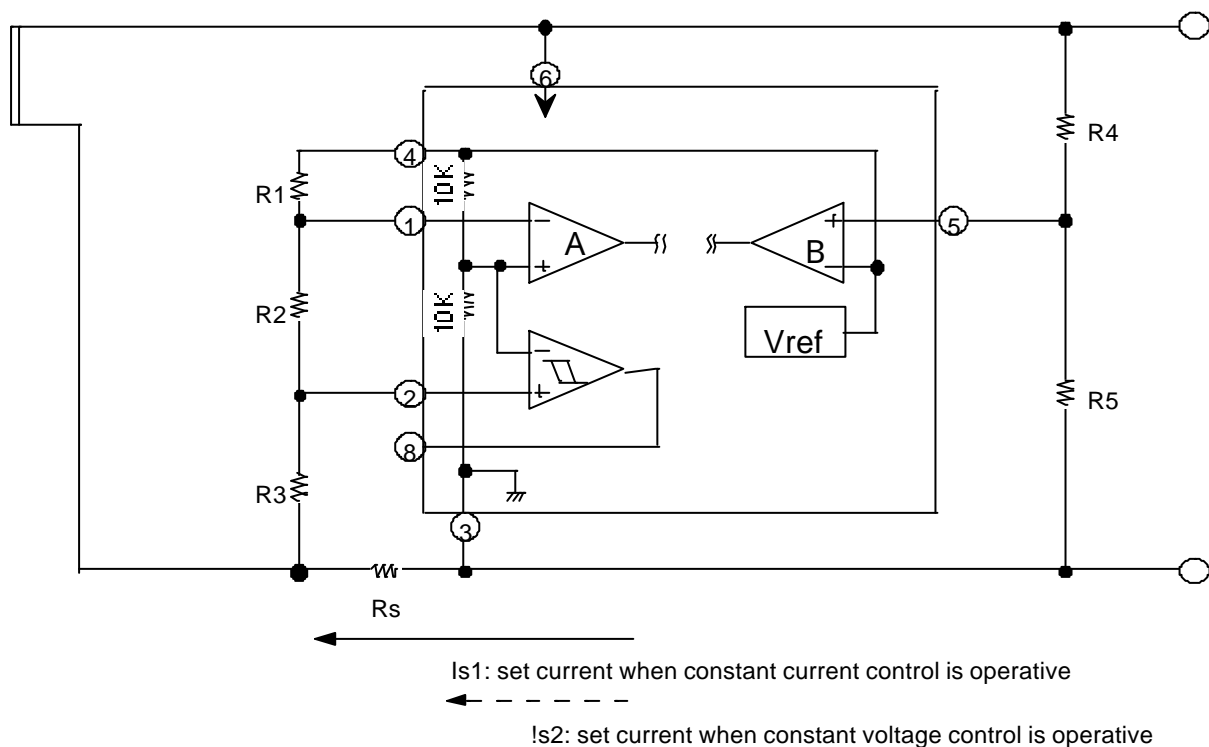 6
R4
4
10K
R1
1
A
B
5
10K
R2
Vref
2
R5
8
R3
3
Rs
Is1: set current when constant current control is operative
!s2: set current when constant voltage control is operative